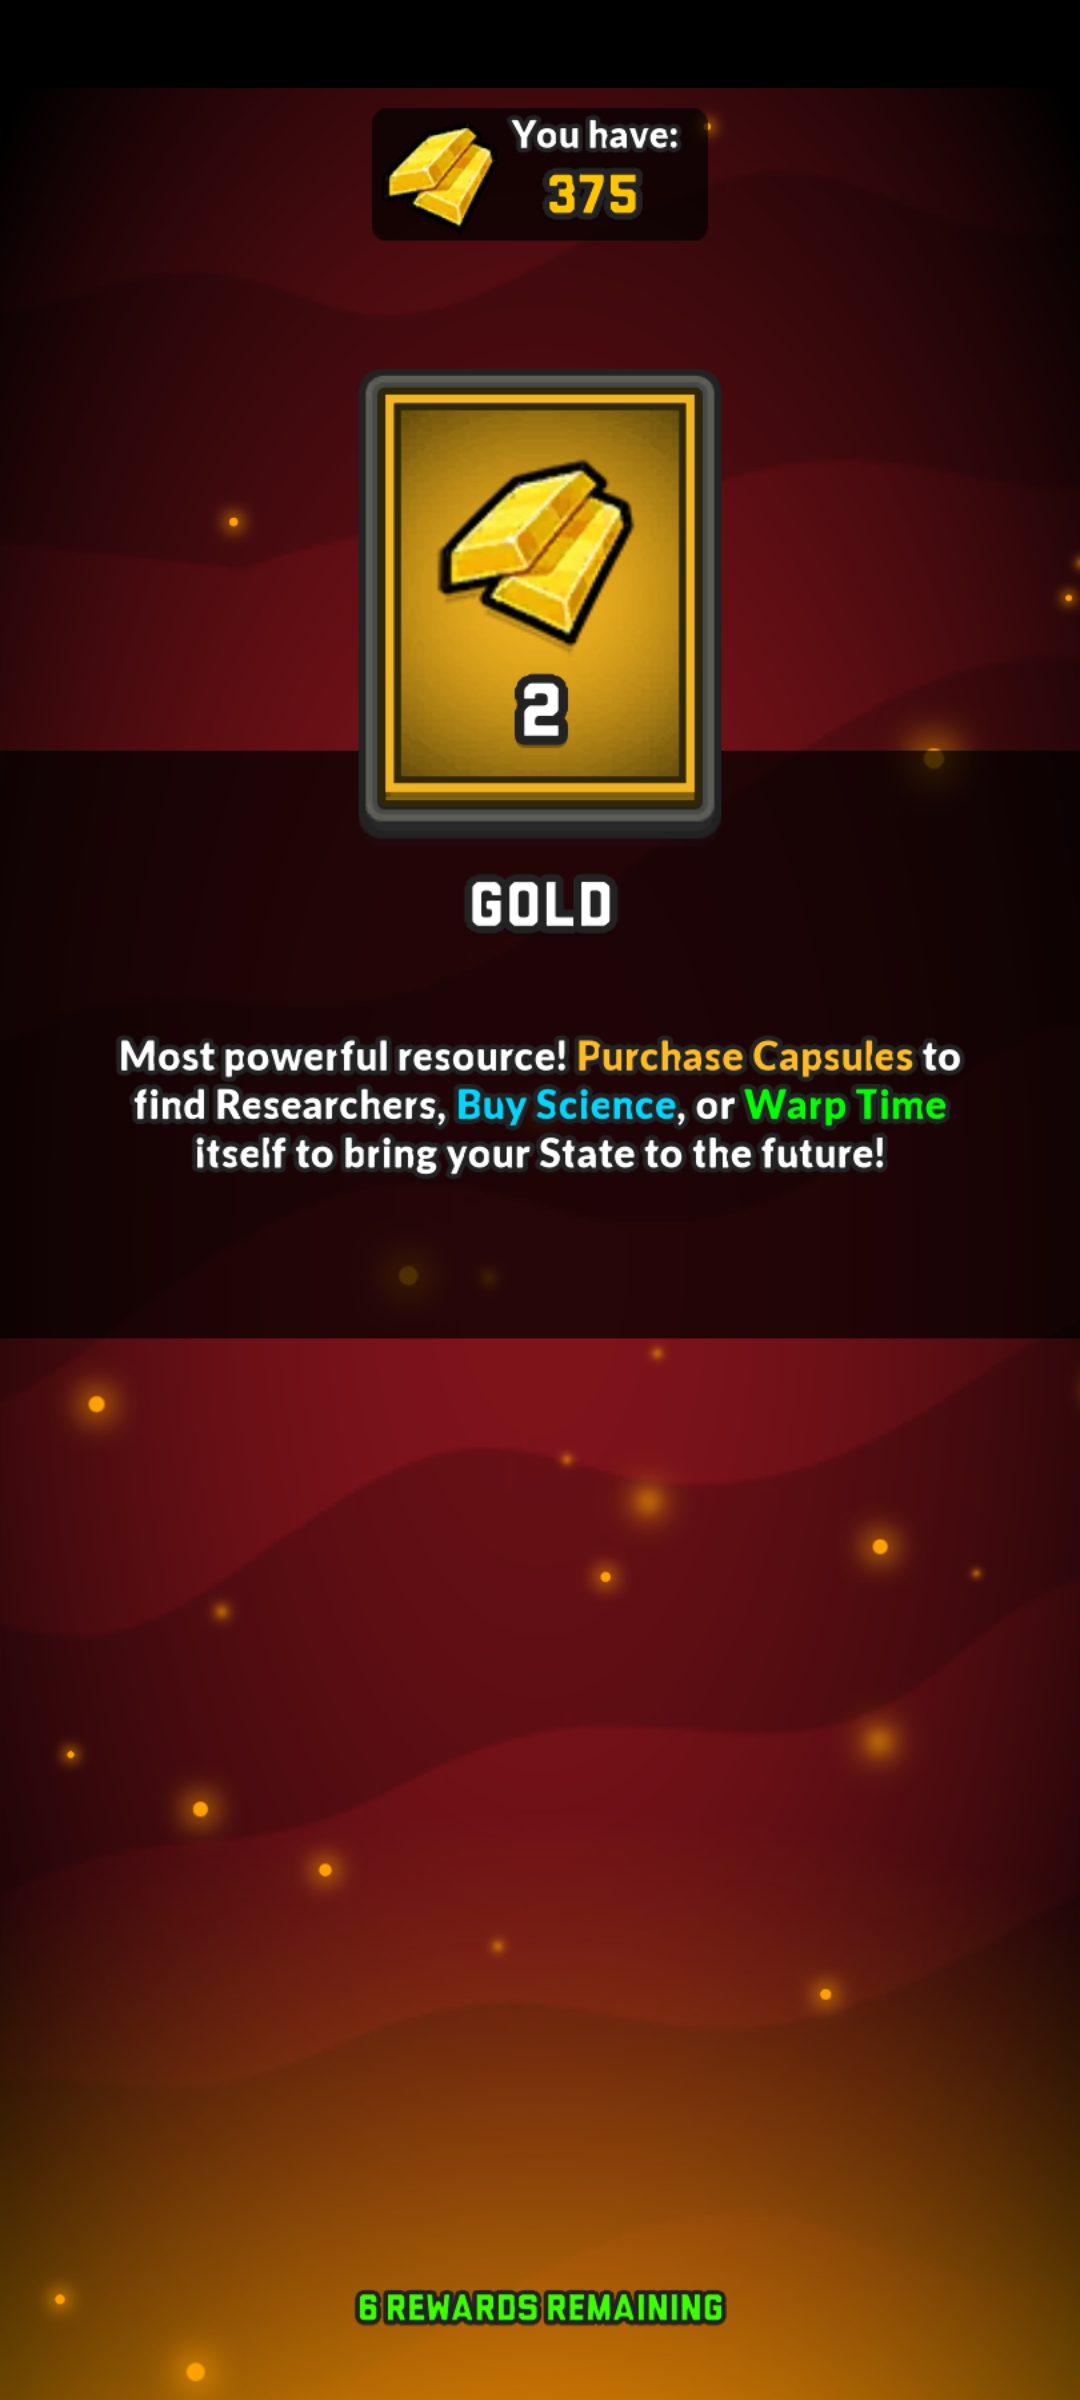 You have:
375
2
GOLD
Most powerful resource! Purchase Capsules to
find Researchers, Buy Science, or Warp Time
itself to bring your State to the future!
6 REWARDS REMAINING